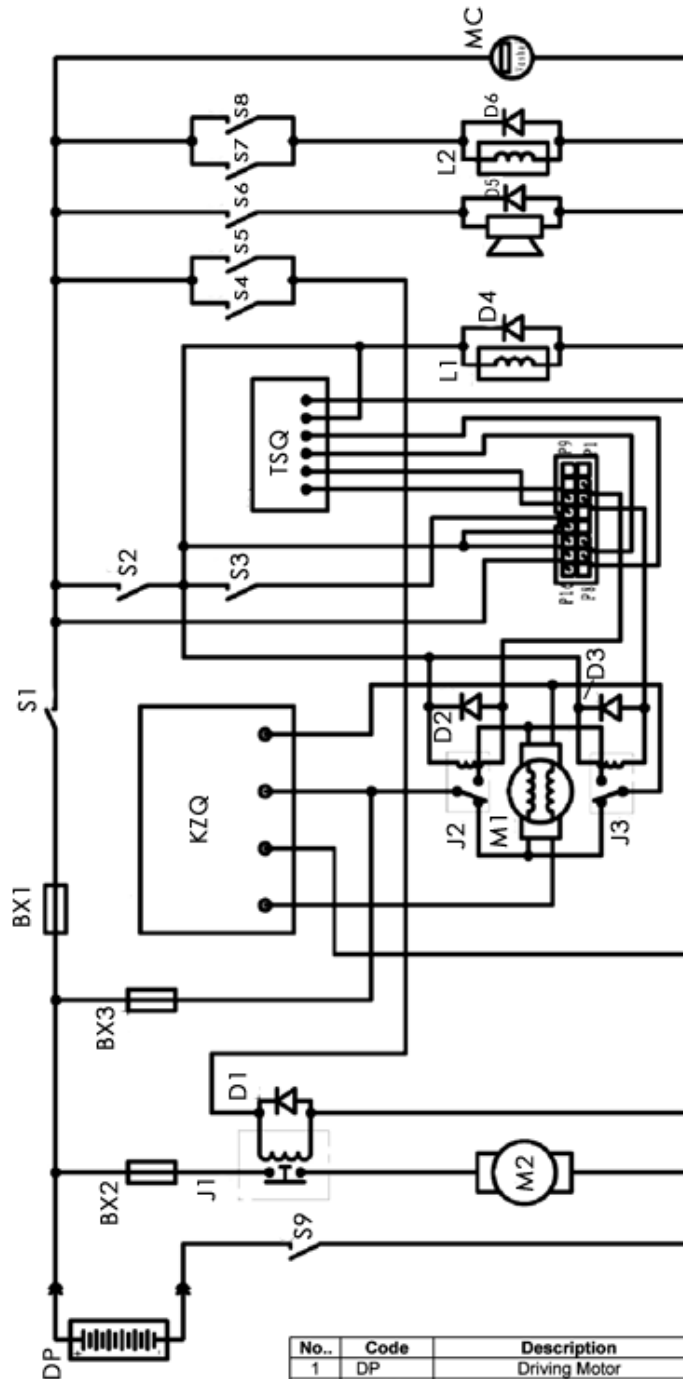 MC
S8
S7
D6
L2
S6
D5
S5
S4
D4
L1
TSQ
P9
P1
P16
P8
S2
S3
S1
D3
D2
KZQ
J2
M1
J3
BX1
BX3
D1
J1
BX2
M2
S9
DP
+
-
No.. Code Description
1 DP Driving Motor